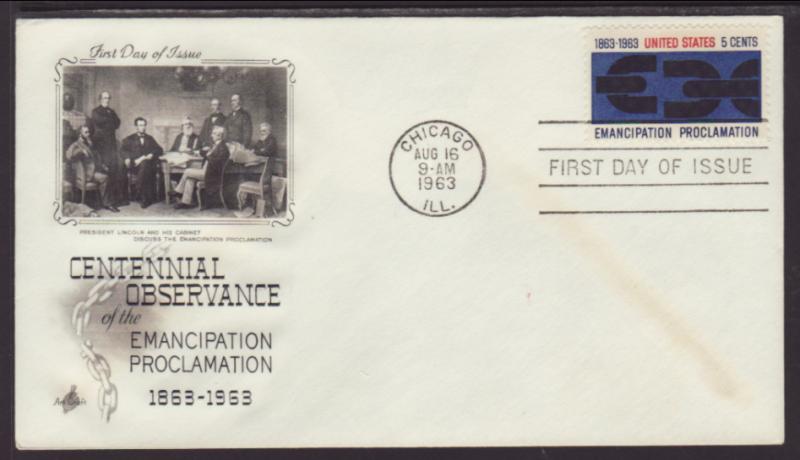 First Day of Issue
PRESIDENT LINCOLN AND HIS CABINET
DISCUSS THE EMANCIPATION PROCLAMATION
CENTENNIAL
OBSERVANCE
of the
EMANCIPATION
PROCLAMATION
1863-1963
Art Craft
CHICAGO
AUG 16
9-AM
1963
ILL.
1863-1963 UNITED STATES 5 CENTS
EMANCIPATION PROCLAMATION
FIRST DAY OF ISSUE